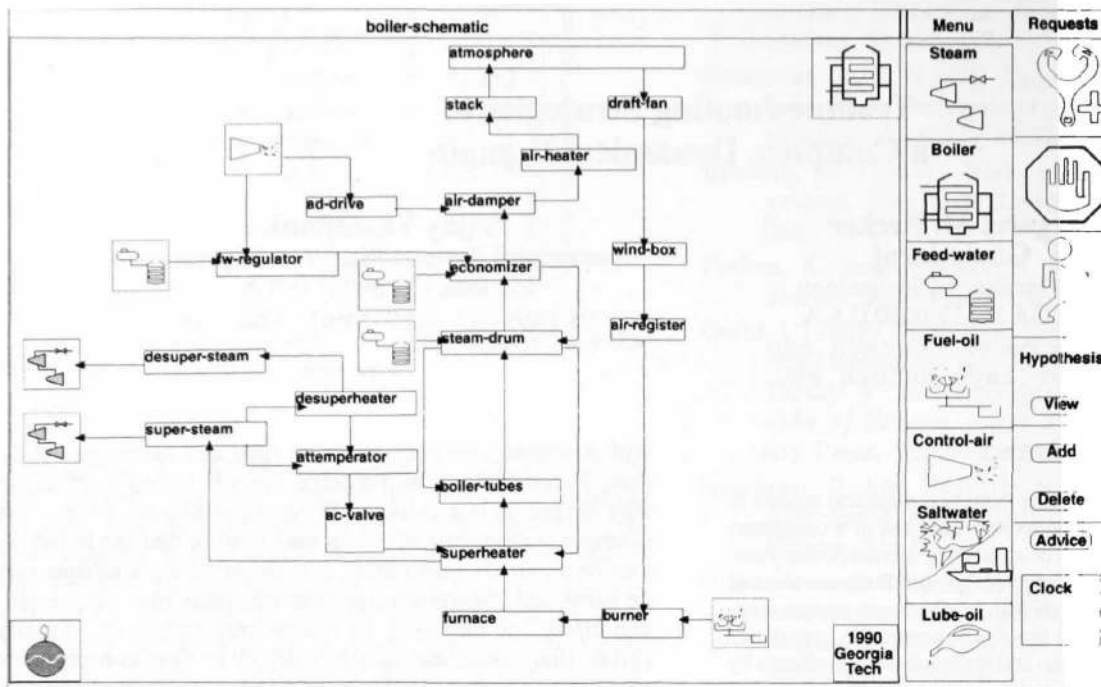 boiler-schematic
atmosphere
stack
draft-fan
air-heater
ad-drive
air-damper
wind-box
fw-regulator
economizer
air-register
steam-drum
desuper-steam
desuperheater
super-steam
attemperator
boiler-tubes
ac-valve
superheater
furnace
burner
1990
Georgia
Tech
Menu
Steam
Boiler
Feed-water
Fuel-oil
Control-air
Saltwater
Lube-oil
Requests
Hypothesis
View
Add
Delete
Advice
Clock